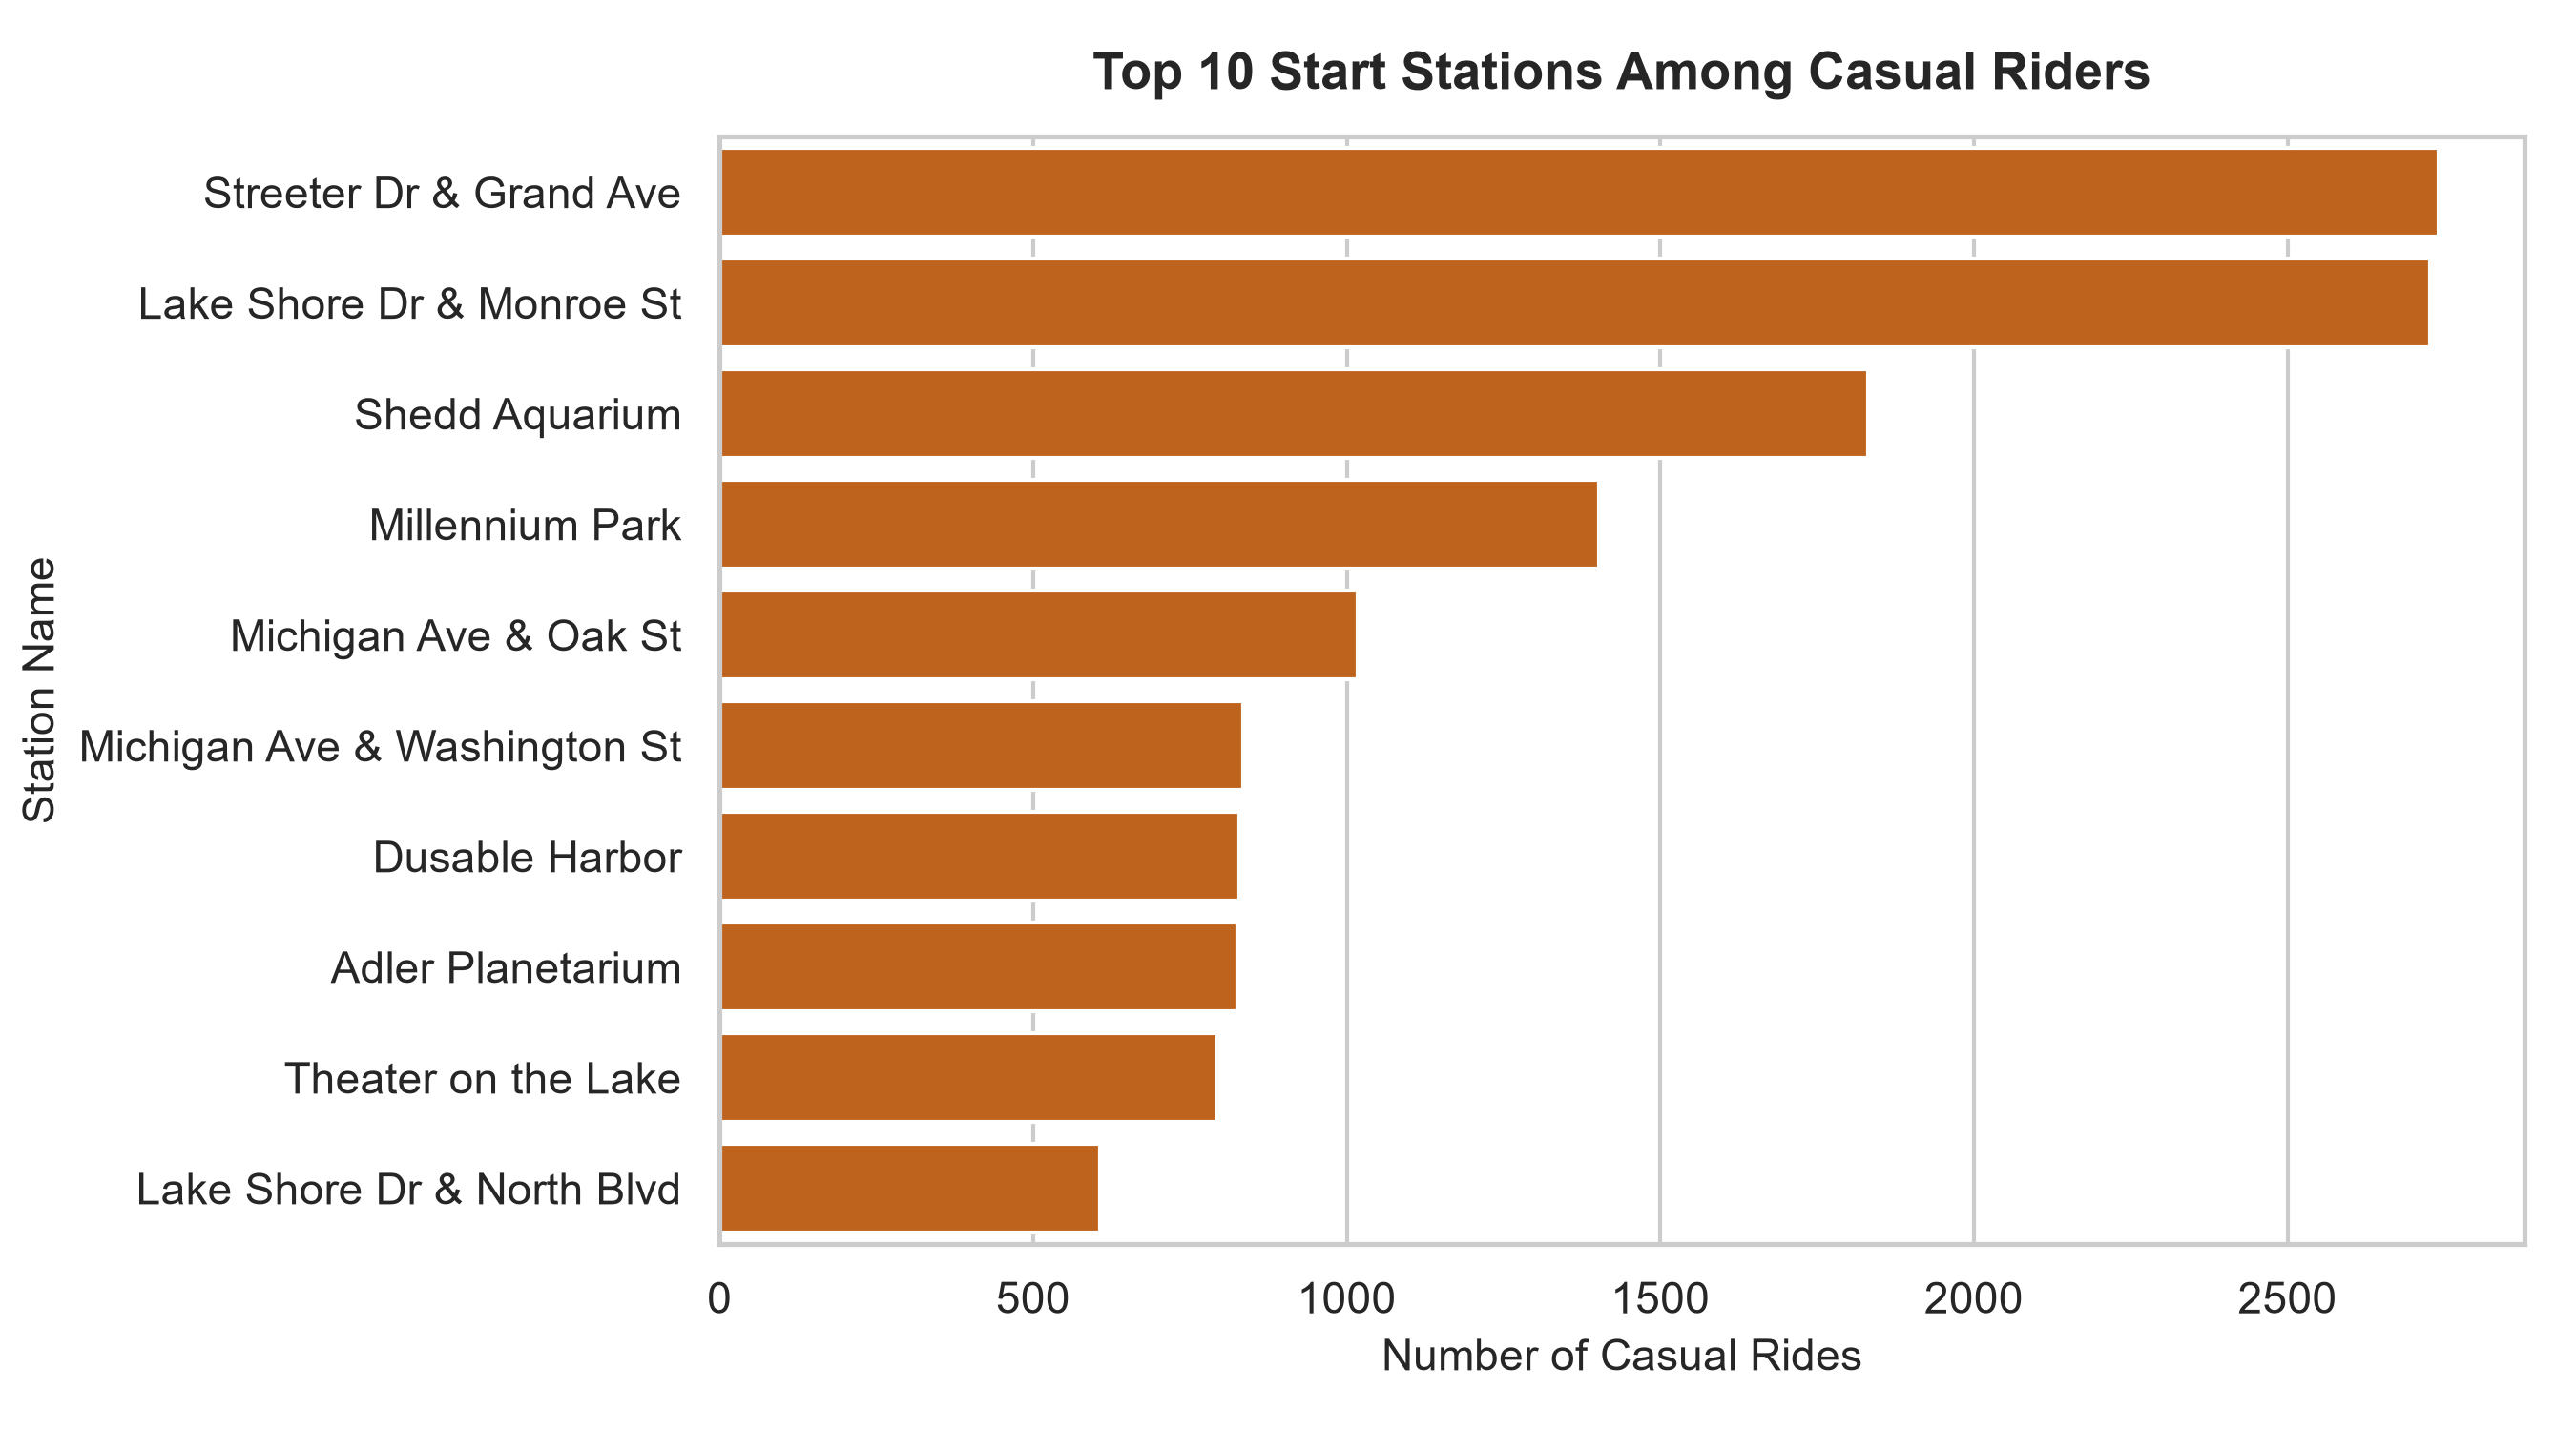 Top 10 Start Stations Among Casual Riders
Station Name
Streeter Dr & Grand Ave
Lake Shore Dr & Monroe St
Shedd Aquarium
Millennium Park
Michigan Ave & Oak St
Michigan Ave & Washington St
Dusable Harbor
Adler Planetarium
Theater on the Lake
Lake Shore Dr & North Blvd
0 500 1000 1500 2000 2500
Number of Casual Rides